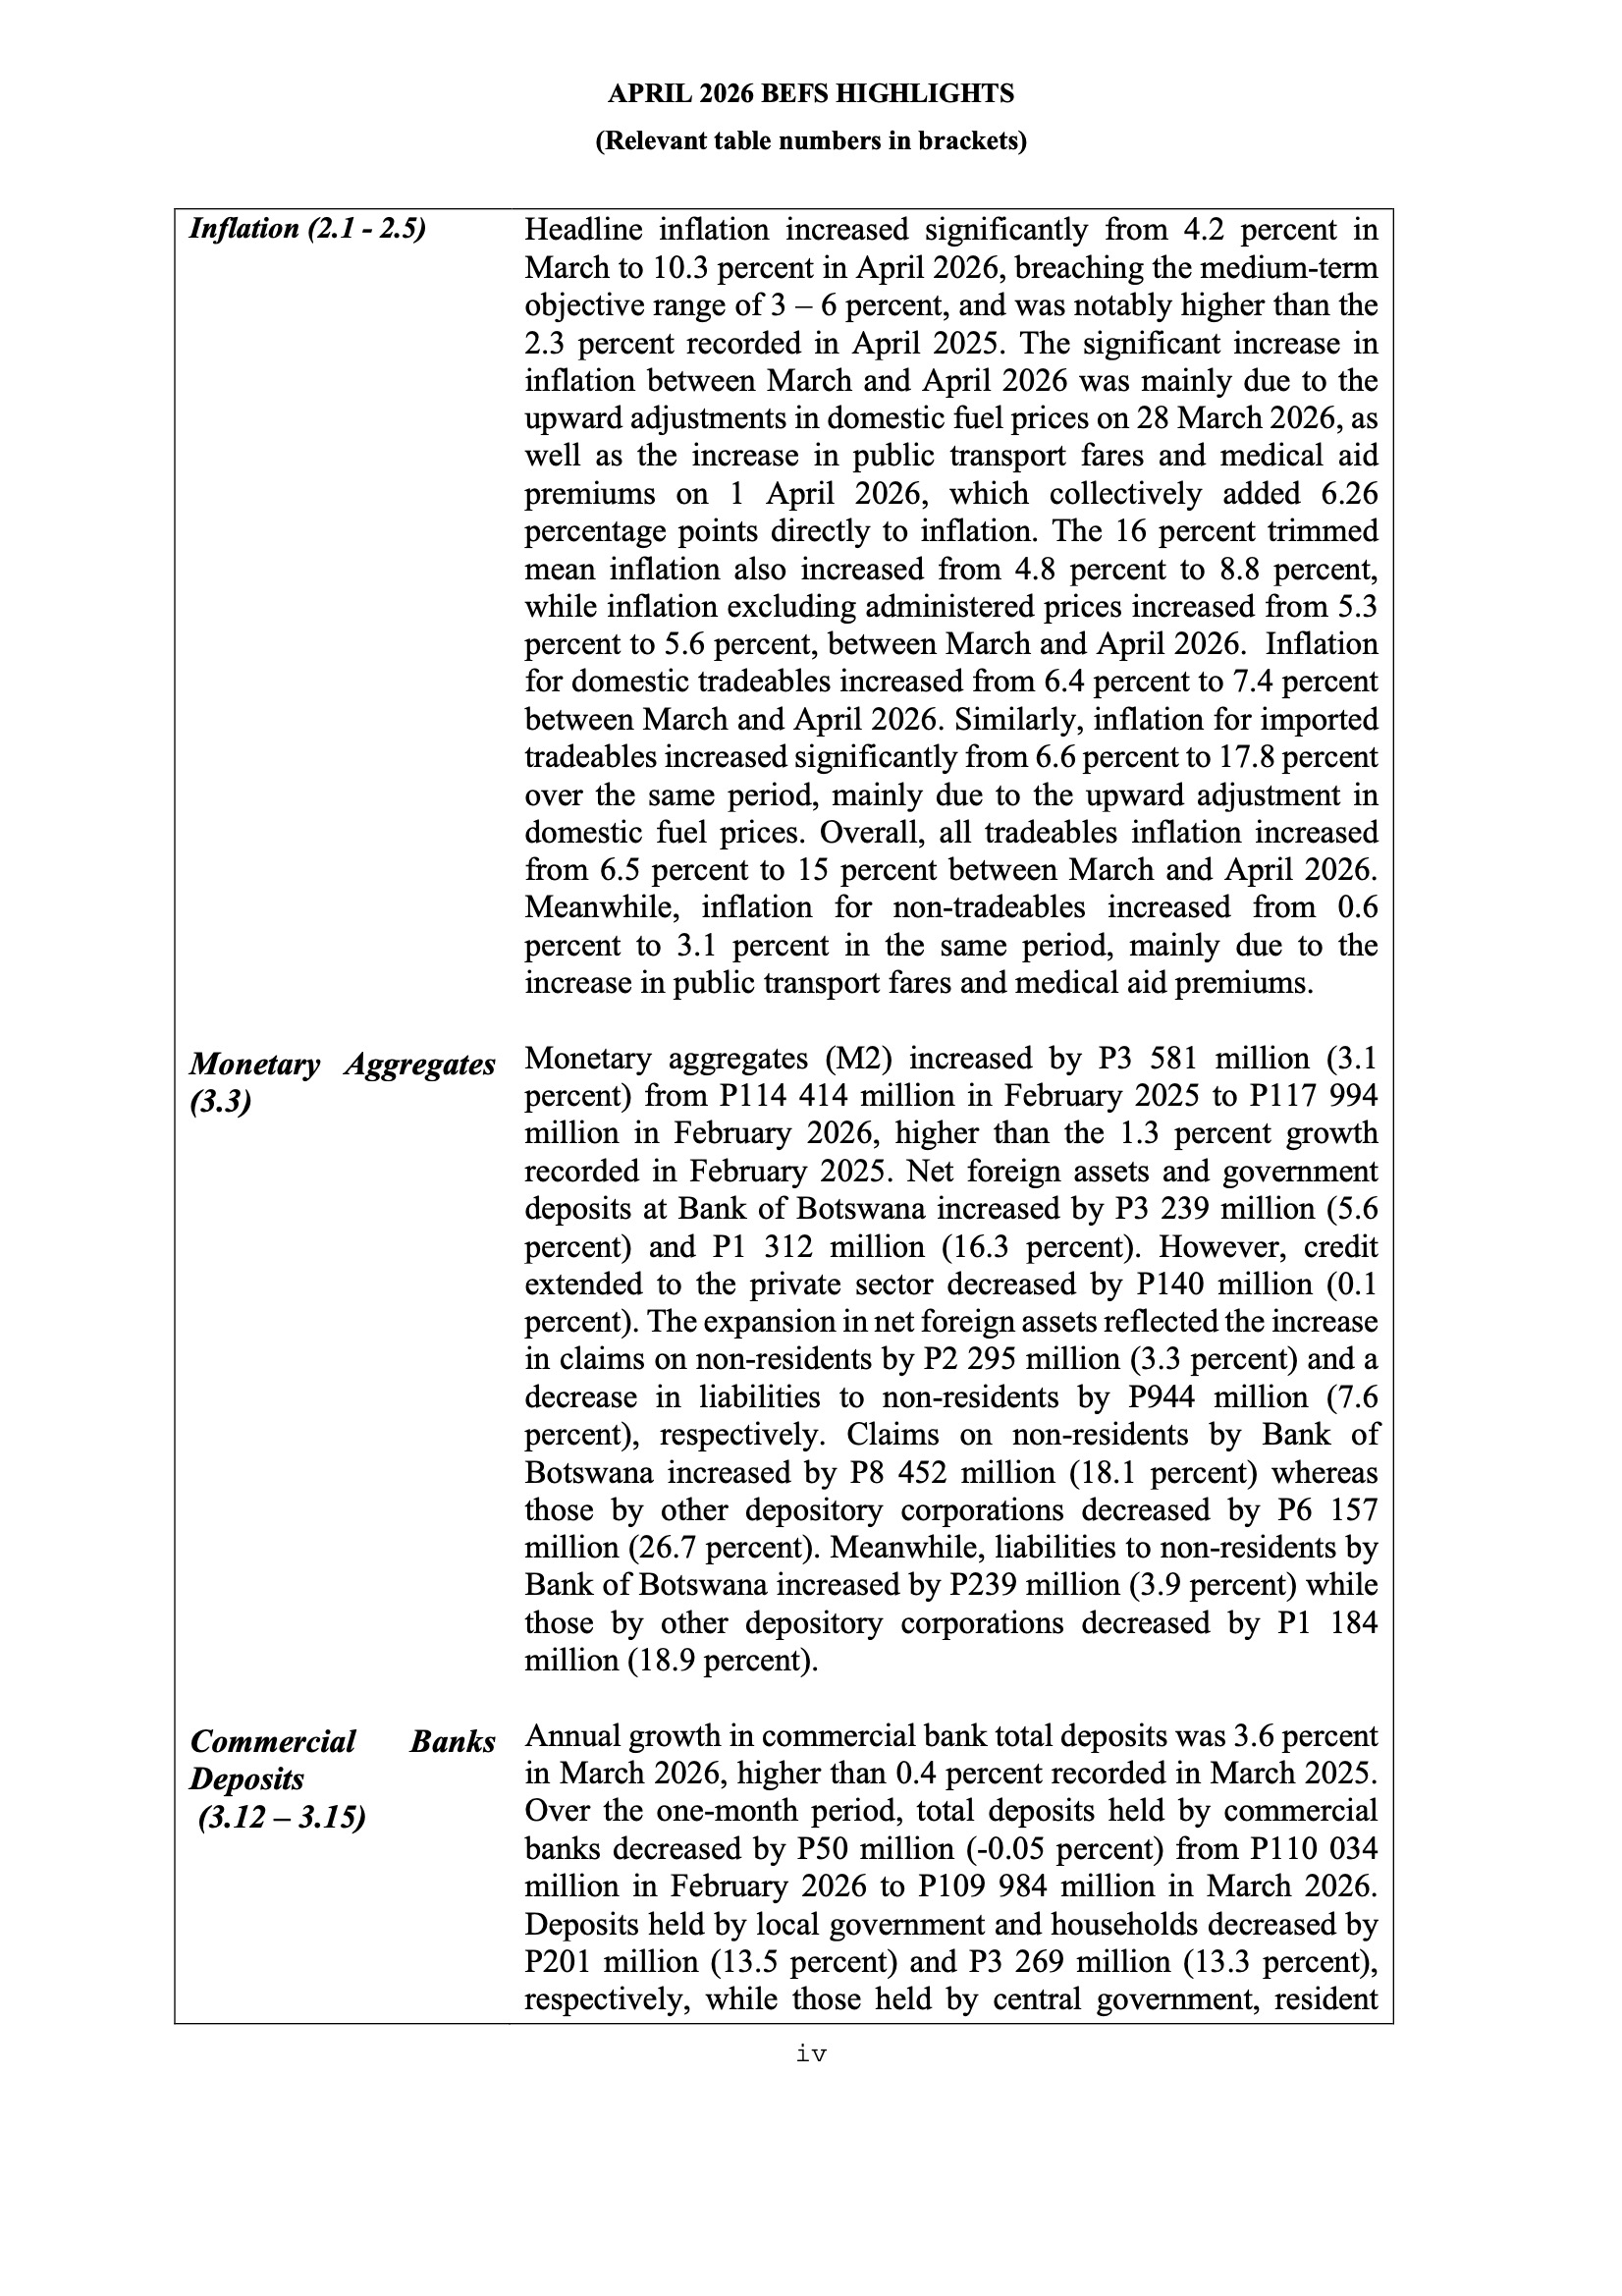 APRIL 2026 BEFS HIGHLIGHTS
(Relevant table numbers in brackets)
Inflation (2.1 - 2.5)
Headline inflation increased significantly from 4.2 percent in
March to 10.3 percent in April 2026, breaching the medium-term
objective range of 3 – 6 percent, and was notably higher than the
2.3 percent recorded in April 2025. The significant increase in
inflation between March and April 2026 was mainly due to the
upward adjustments in domestic fuel prices on 28 March 2026, as
well as the increase in public transport fares and medical aid
premiums on 1 April 2026, which collectively added 6.26
percentage points directly to inflation. The 16 percent trimmed
mean inflation also increased from 4.8 percent to 8.8 percent,
while inflation excluding administered prices increased from 5.3
percent to 5.6 percent, between March and April 2026.  Inflation
for domestic tradeables increased from 6.4 percent to 7.4 percent
between March and April 2026. Similarly, inflation for imported
tradeables increased significantly from 6.6 percent to 17.8 percent
over the same period, mainly due to the upward adjustment in
domestic fuel prices. Overall, all tradeables inflation increased
from 6.5 percent to 15 percent between March and April 2026.
Meanwhile, inflation for non-tradeables increased from 0.6
percent to 3.1 percent in the same period, mainly due to the
increase in public transport fares and medical aid premiums.
Monetary Aggregates
(3.3)
Monetary aggregates (M2) increased by P3 581 million (3.1
percent) from P114 414 million in February 2025 to P117 994
million in February 2026, higher than the 1.3 percent growth
recorded in February 2025. Net foreign assets and government
deposits at Bank of Botswana increased by P3 239 million (5.6
percent) and P1 312 million (16.3 percent). However, credit
extended to the private sector decreased by P140 million (0.1
percent). The expansion in net foreign assets reflected the increase
in claims on non-residents by P2 295 million (3.3 percent) and a
decrease in liabilities to non-residents by P944 million (7.6
percent), respectively. Claims on non-residents by Bank of
Botswana increased by P8 452 million (18.1 percent) whereas
those by other depository corporations decreased by P6 157
million (26.7 percent). Meanwhile, liabilities to non-residents by
Bank of Botswana increased by P239 million (3.9 percent) while
those by other depository corporations decreased by P1 184
million (18.9 percent).
Commercial Banks
Deposits
(3.12 – 3.15)
Annual growth in commercial bank total deposits was 3.6 percent
in March 2026, higher than 0.4 percent recorded in March 2025.
Over the one-month period, total deposits held by commercial
banks decreased by P50 million (-0.05 percent) from P110 034
million in February 2026 to P109 984 million in March 2026.
Deposits held by local government and households decreased by
P201 million (13.5 percent) and P3 269 million (13.3 percent),
respectively, while those held by central government, resident
iv